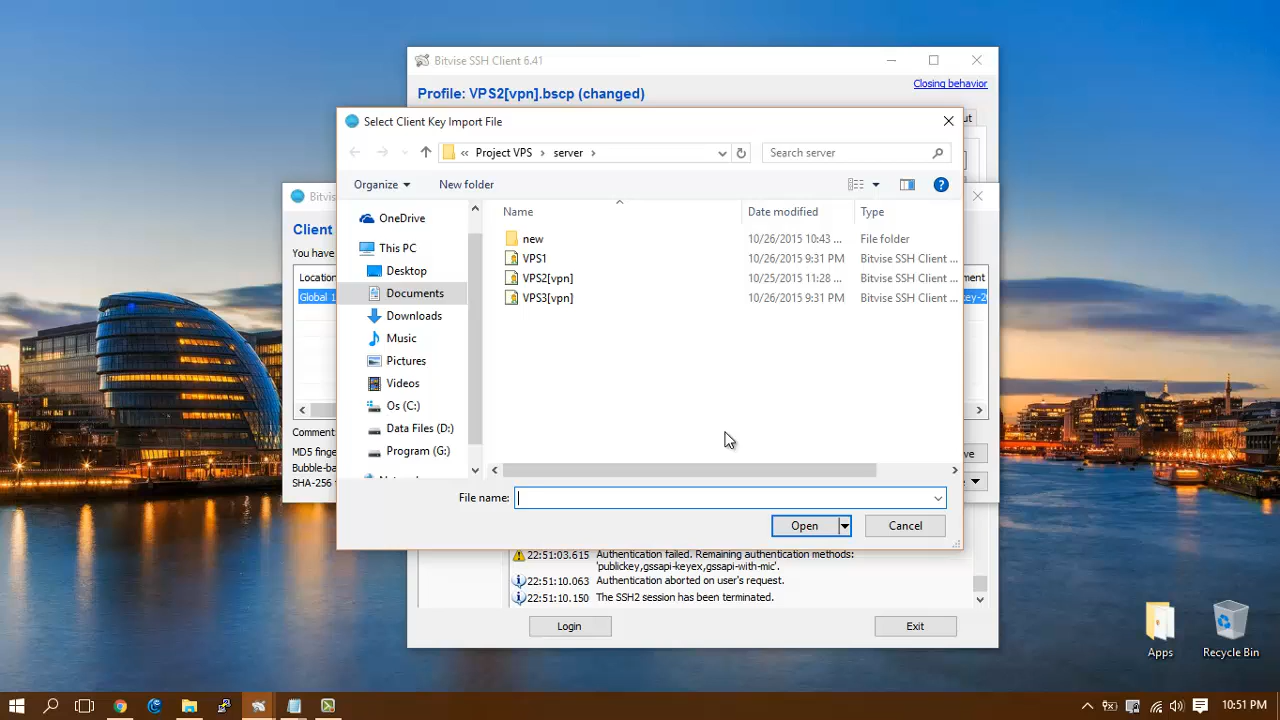 Bitvise SSH Client 6.41
Closing behavior
Profile: VPS2[vpn].bscp (changed)
Select Client Key Import File
Project VPS
server
Search server
Organize
New folder
OneDrive
This PC
Desktop
Documents
Downloads
Music
Pictures
Videos
Os (C:)
Data Files (D:)
Program (G:)
Name
Date modified
Type
new
10/26/2015 10:43 ...
File folder
VPS1
10/26/2015 9:31 PM
Bitvise SSH Client ...
VPS2[vpn]
10/25/2015 11:28 ...
Bitvise SSH Client ...
VPS3[vpn]
10/26/2015 9:31 PM
Bitvise SSH Client ...
File name:
Open
Cancel
Client
You have
Global 1
Comment
MD5 finge
Bubble-ba
SHA-256
22:51:03.615 Authentication failed. Remaining authentication methods:
'publickey,gssapi-keyex,gssapi-with-mic'.
22:51:10.063 Authentication aborted on user's request.
22:51:10.150 The SSH2 session has been terminated.
Login
Exit
Apps
Recycle Bin
10:51 PM